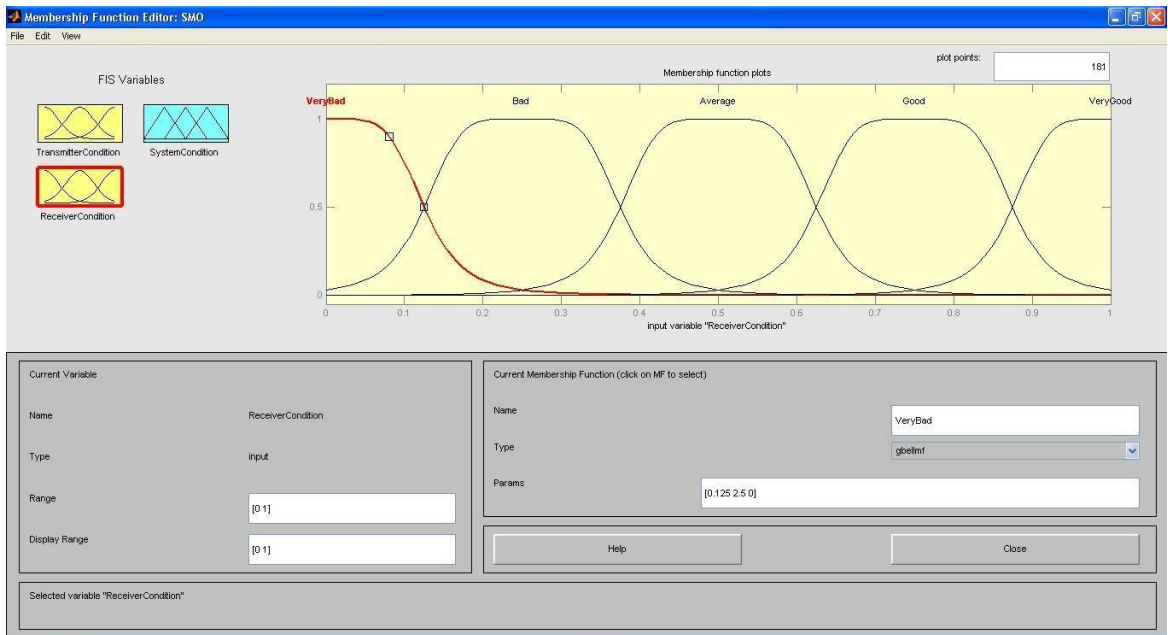 Membership Function Editor: SMO
File Edit View
FIS Variables
TransmitterCondition SystemCondition
ReceiverCondition
plot points: 181
Membership function plots
VeryBad Bad Average Good VeryGood
1
0.5
0
0 0.1 0.2 0.3 0.4 0.5 0.6 0.7 0.8 0.9 1
input variable "ReceiverCondition"
Current Variable
Name ReceiverCondition
Type input
Range [0 1]
Display Range [0 1]
Current Membership Function (click on MF to select)
Name VeryBad
Type gbellmf
Params [0.125 2.5 0]
Help Close
Selected variable "ReceiverCondition"